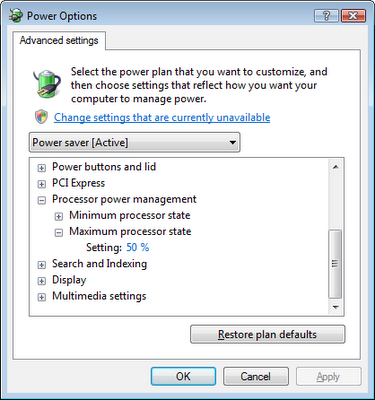 Power Options
Advanced settings
Select the power plan that you want to customize, and
then choose settings that reflect how you want your
computer to manage power.
Change settings that are currently unavailable
Power saver [Active]
Power buttons and lid
PCI Express
Processor power management
Minimum processor state
Maximum processor state
Setting: 50 %
Search and Indexing
Display
Multimedia settings
Restore plan defaults
OK Cancel Apply